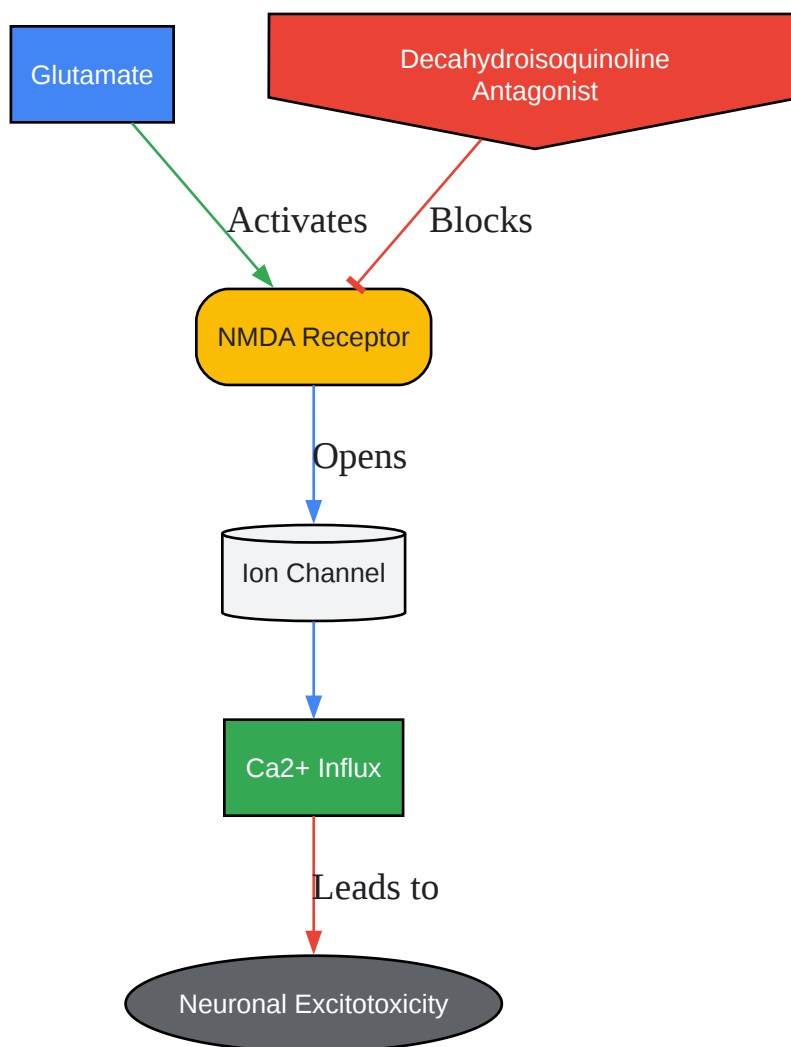 Glutamate
Decahydroisoquinoline
Antagonist
Activates
Blocks
NMDA Receptor
Opens
Ion Channel
Ca2+ Influx
Leads to
Neuronal Excitotoxicity